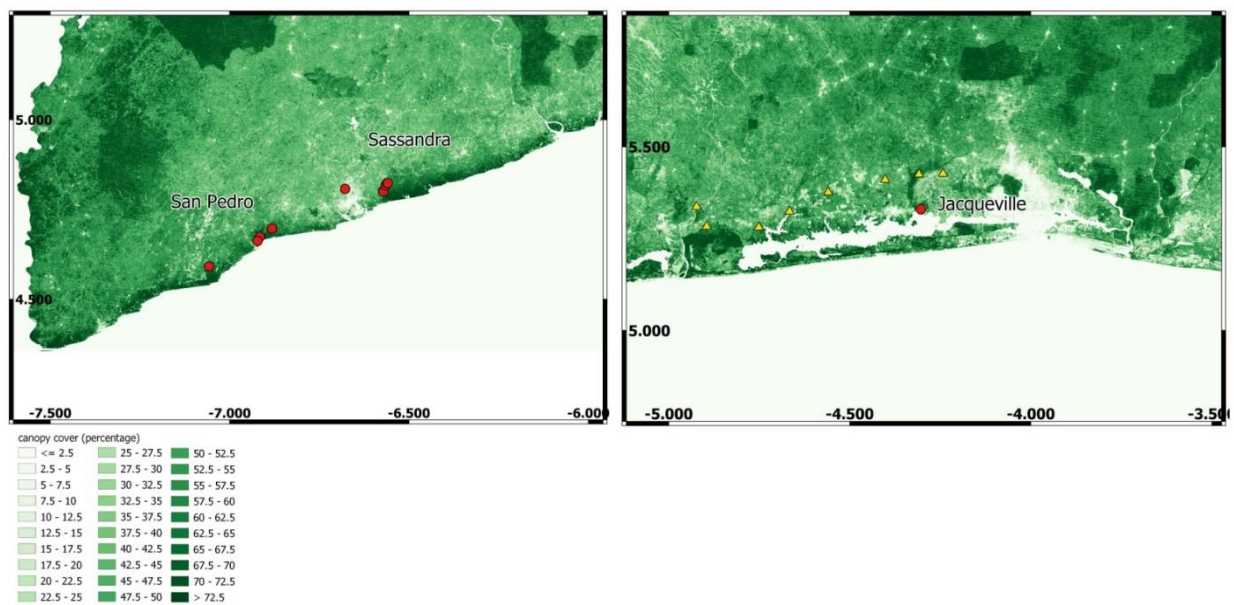 5.000
Sassandra
San Pedro
4.500
-7.500 -7.000 -6.500 -6.000
5.500
Jacqueville
5.000
-5.000 -4.500 -4.000 -3.500
canopy cover (percentage)
<= 2.5 25 - 27.5 50 - 52.5
2.5 - 5 27.5 - 30 52.5 - 55
5 - 7.5 30 - 32.5 55 - 57.5
7.5 - 10 32.5 - 35 57.5 - 60
10 - 12.5 35 - 37.5 60 - 62.5
12.5 - 15 37.5 - 40 62.5 - 65
15 - 17.5 40 - 42.5 65 - 67.5
17.5 - 20 42.5 - 45 67.5 - 70
20 - 22.5 45 - 47.5 70 - 72.5
22.5 - 25 47.5 - 50 > 72.5